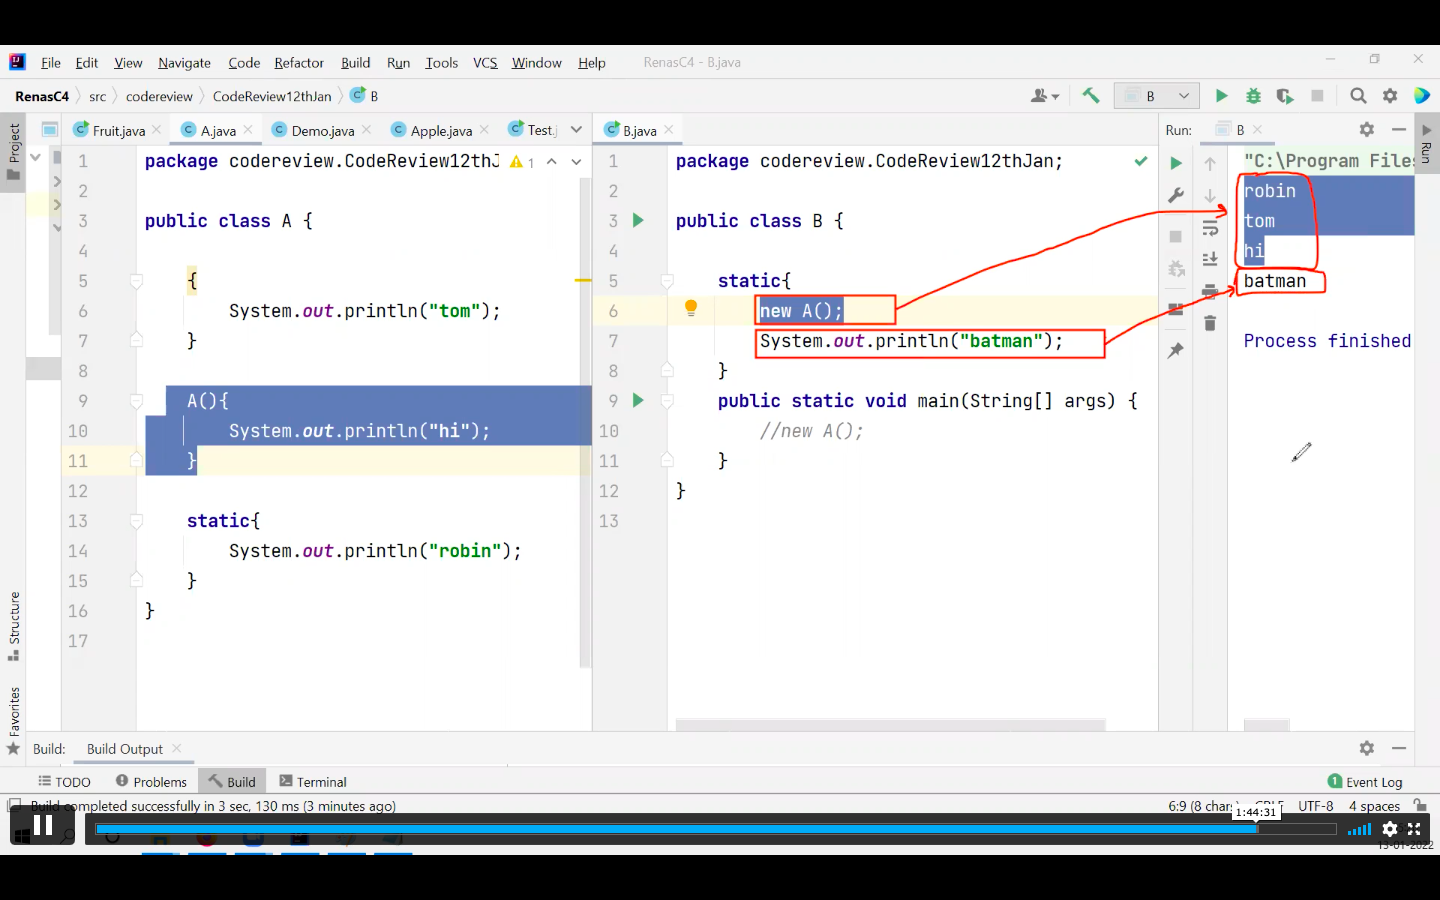 File Edit View Navigate Code Refactor Build Run Tools VCS Window Help RenasC4 - B.java
RenasC4 src codereview CodeReview12thJan B
B
Project
Fruit.java A.java Demo.java Apple.java Test.j
B.java
Run: B
Run
1 package codereview.CodeReview12thJ
1
2
3 public class A {
4
5 {
6 System.out.println("tom");
7 }
8
9 A(){
10 System.out.println("hi");
11 }
12
13 static{
14 System.out.println("robin");
15 }
16 }
17
1 package codereview.CodeReview12thJan;
2
3 public class B {
4
5 static{
6 new A();
7 System.out.println("batman");
8 }
9 public static void main(String[] args) {
10 //new A();
11 }
12 }
13
"C:\Program Files
robin
tom
hi
batman
Process finished
Structure
Favorites
Build: Build Output
TODO Problems Build Terminal
1 Event Log
Build completed successfully in 3 sec, 130 ms (3 minutes ago)
6:9 (8 chars) CRLF UTF-8 4 spaces
1:44:31
13-01-2022